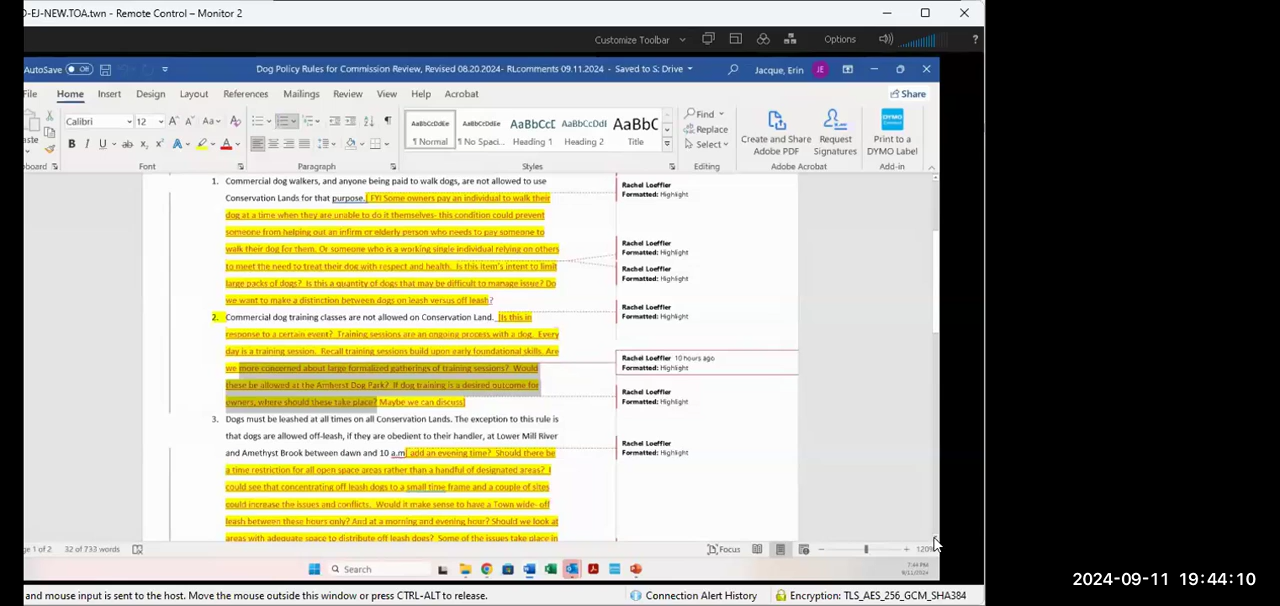 D-EJ-NEW.TOA.twn - Remote Control – Monitor 2
Customize Toolbar
Options
?
AutoSave Off
Dog Policy Rules for Commission Review, Revised 08.20.2024- RLcomments 09.11.2024 - Saved to S: Drive
Jacque, Erin
JE
File Home Insert Design Layout References Mailings Review View Help Acrobat
Share
Calibri 12
AaBbCcDdEe AaBbCcDdEe AaBbCcD AaBbCcDdE AaBbC
¶ Normal ¶ No Spaci... Heading 1 Heading 2 Title
Find
Replace
Select
Create and Share Adobe PDF
Request Signatures
Print to a DYMO Label
Font Paragraph Styles Editing Adobe Acrobat Add-in
1. Commercial dog walkers, and anyone being paid to walk dogs, are not allowed to use
Conservation Lands for that purpose.[ FYI Some owners pay an individual to walk their
dog at a time when they are unable to do it themselves- this condition could prevent
someone from helping out an infirm or elderly person who needs to pay someone to
walk their dog for them. Or someone who is a working single individual relying on others
to meet the need to treat their dog with respect and health. Is this item's intent to limit
large packs of dogs? Is this a quantity of dogs that may be difficult to manage issue? Do
we want to make a distinction between dogs on leash versus off leash?
2. Commercial dog training classes are not allowed on Conservation Land. [Is this in
response to a certain event? Training sessions are an ongoing process with a dog. Every
day is a training session. Recall training sessions build upon early foundational skills. Are
we more concerned about large formalized gatherings of training sessions? Would
these be allowed at the Amherst Dog Park? If dog training is a desired outcome for
owners, where should these take place? Maybe we can discuss]
3. Dogs must be leashed at all times on all Conservation Lands. The exception to this rule is
that dogs are allowed off-leash, if they are obedient to their handler, at Lower Mill River
and Amethyst Brook between dawn and 10 a.m[ add an evening time? Should there be
a time restriction for all open space areas rather than a handful of designated areas? I
could see that concentrating off leash dogs to a small time frame and a couple of sites
could increase the issues and conflicts. Would it make sense to have a Town wide- off
leash between these hours only? And at a morning and evening hour? Should we look at
areas with adequate space to distribute off leash dogs? Some of the issues take place in
Rachel Loeffler
Formatted: Highlight
Rachel Loeffler
Formatted: Highlight
Rachel Loeffler
Formatted: Highlight
Rachel Loeffler
Formatted: Highlight
Rachel Loeffler 10 hours ago
Formatted: Highlight
Rachel Loeffler
Formatted: Highlight
Rachel Loeffler
Formatted: Highlight
1 of 2 32 of 733 words
Focus
120%
Search
7:44 PM
9/11/2024
and mouse input is sent to the host. Move the mouse outside this window or press CTRL-ALT to release.
Connection Alert History
Encryption: TLS_AES_256_GCM_SHA384
2024-09-11 19:44:10